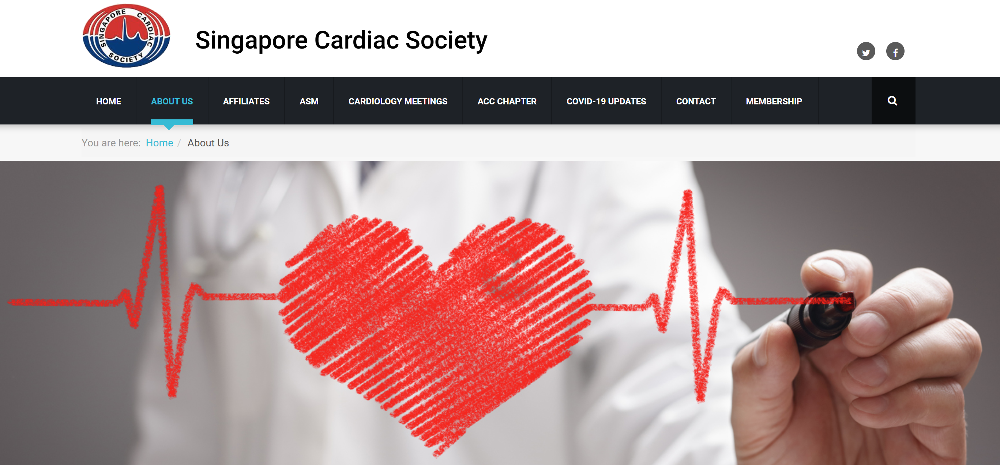 SINGAPORE CARDIAC SOCIETY
Singapore Cardiac Society
HOME ABOUT US AFFILIATES ASM CARDIOLOGY MEETINGS ACC CHAPTER COVID-19 UPDATES CONTACT MEMBERSHIP
You are here: Home / About Us